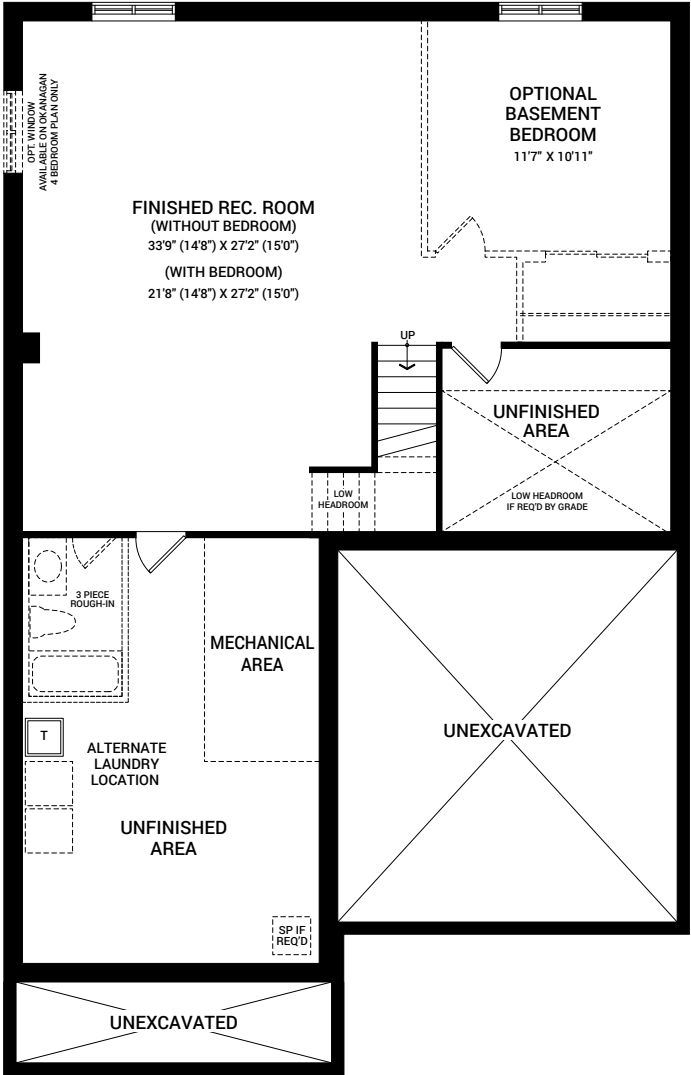 OPT. WINDOW
AVAILABLE ON OKANAGAN
4 BEDROOM PLAN ONLY
OPTIONAL
BASEMENT
BEDROOM
11'7" X 10'11"
FINISHED REC. ROOM
(WITHOUT BEDROOM)
33'9" (14'8") X 27'2" (15'0")
(WITH BEDROOM)
21'8" (14'8") X 27'2" (15'0")
UP
UNFINISHED
AREA
LOW HEADROOM
IF REQ'D BY GRADE
LOW
HEADROOM
3 PIECE
ROUGH-IN
MECHANICAL
AREA
T
ALTERNATE
LAUNDRY
LOCATION
UNFINISHED
AREA
UNEXCAVATED
SP IF
REQ'D
UNEXCAVATED